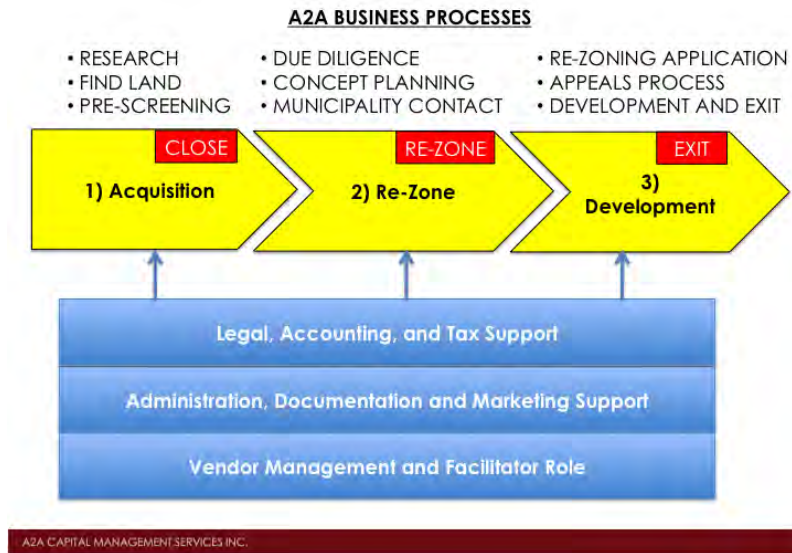 A2A BUSINESS PROCESSES
• RESEARCH
• FIND LAND
• PRE-SCREENING
• DUE DILIGENCE
• CONCEPT PLANNING
• MUNICIPALITY CONTACT
• RE-ZONING APPLICATION
• APPEALS PROCESS
• DEVELOPMENT AND EXIT
CLOSE
1) Acquisition
RE-ZONE
2) Re-Zone
EXIT
3)
Development
Legal, Accounting, and Tax Support
Administration, Documentation and Marketing Support
Vendor Management and Facilitator Role
A2A CAPITAL MANAGEMENT SERVICES INC.